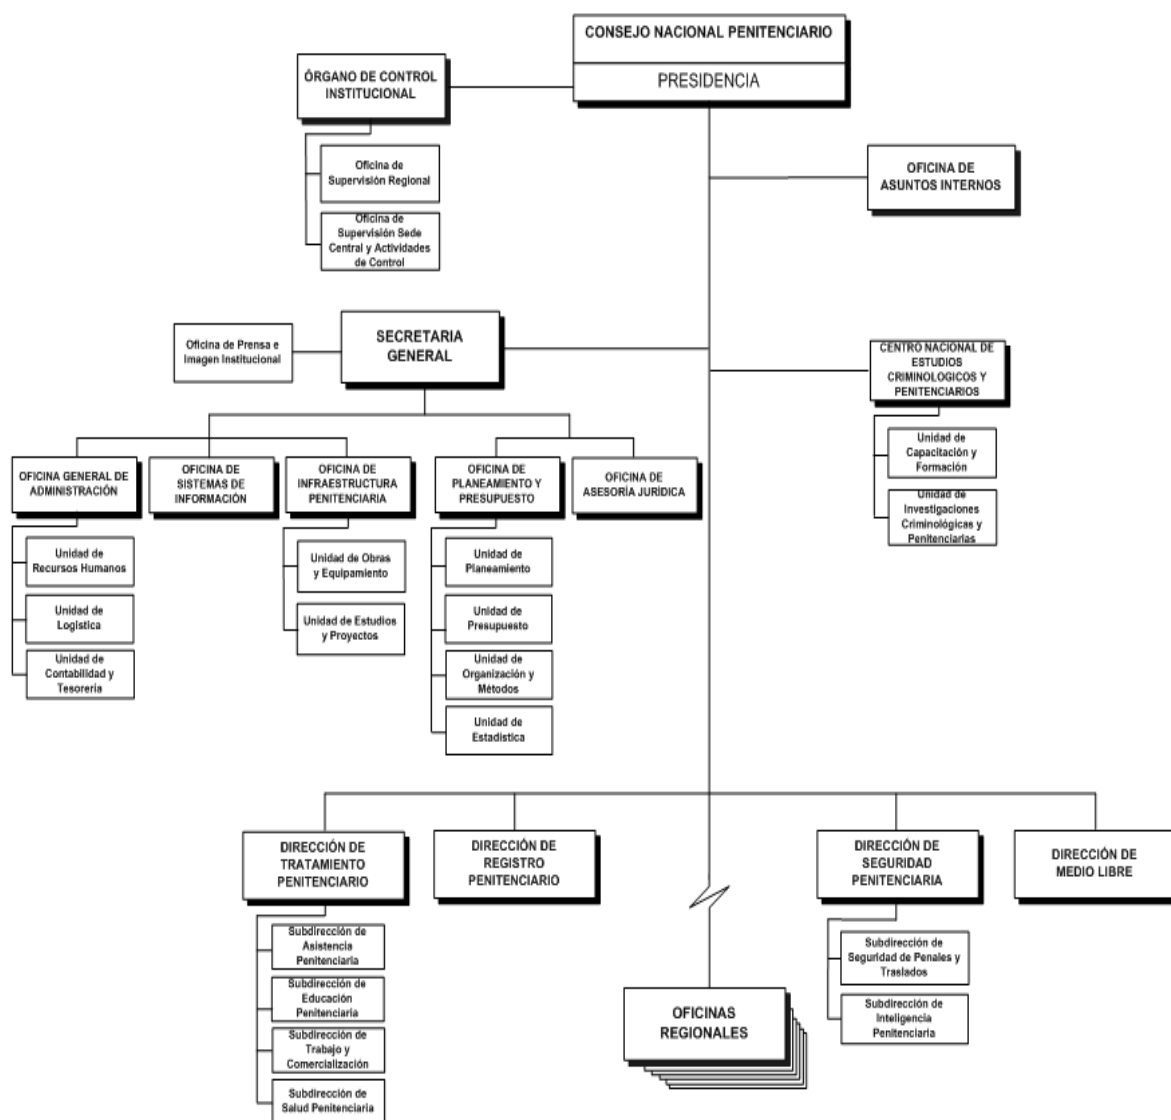 CONSEJO NACIONAL PENITENCIARIO
PRESIDENCIA
ÓRGANO DE CONTROL
INSTITUCIONAL
Oficina de
Supervisión Regional
Oficina de
Supervisión Sede
Central y Actividades
de Control
OFICINA DE
ASUNTOS INTERNOS
Oficina de Prensa e
Imagen Institucional
SECRETARIA
GENERAL
CENTRO NACIONAL DE
ESTUDIOS
CRIMINOLOGICOS Y
PENITENCIARIOS
Unidad de
Capacitación y
Formación
Unidad de
Investigaciones
Criminológicas y
Penitenciarias
OFICINA GENERAL DE
ADMINISTRACIÓN
OFICINA DE
SISTEMAS DE
INFORMACIÓN
OFICINA DE
INFRAESTRUCTURA
PENITENCIARIA
OFICINA DE
PLANEAMIENTO Y
PRESUPUESTO
OFICINA DE
ASESORÍA JURÍDICA
Unidad de
Recursos Humanos
Unidad de
Logística
Unidad de
Contabilidad y
Tesorería
Unidad de Obras
y Equipamiento
Unidad de Estudios
y Proyectos
Unidad de
Planeamiento
Unidad de
Presupuesto
Unidad de
Organización y
Métodos
Unidad de
Estadística
DIRECCIÓN DE
TRATAMIENTO
PENITENCIARIO
DIRECCIÓN DE
REGISTRO
PENITENCIARIO
DIRECCIÓN DE
SEGURIDAD
PENITENCIARIA
DIRECCIÓN DE
MEDIO LIBRE
Subdirección de
Asistencia
Penitenciaria
Subdirección de
Educación
Penitenciaria
Subdirección de
Trabajo y
Comercialización
Subdirección de
Salud Penitenciaria
OFICINAS
REGIONALES
Subdirección de
Seguridad de Penales y
Traslados
Subdirección de
Inteligencia
Penitenciaria